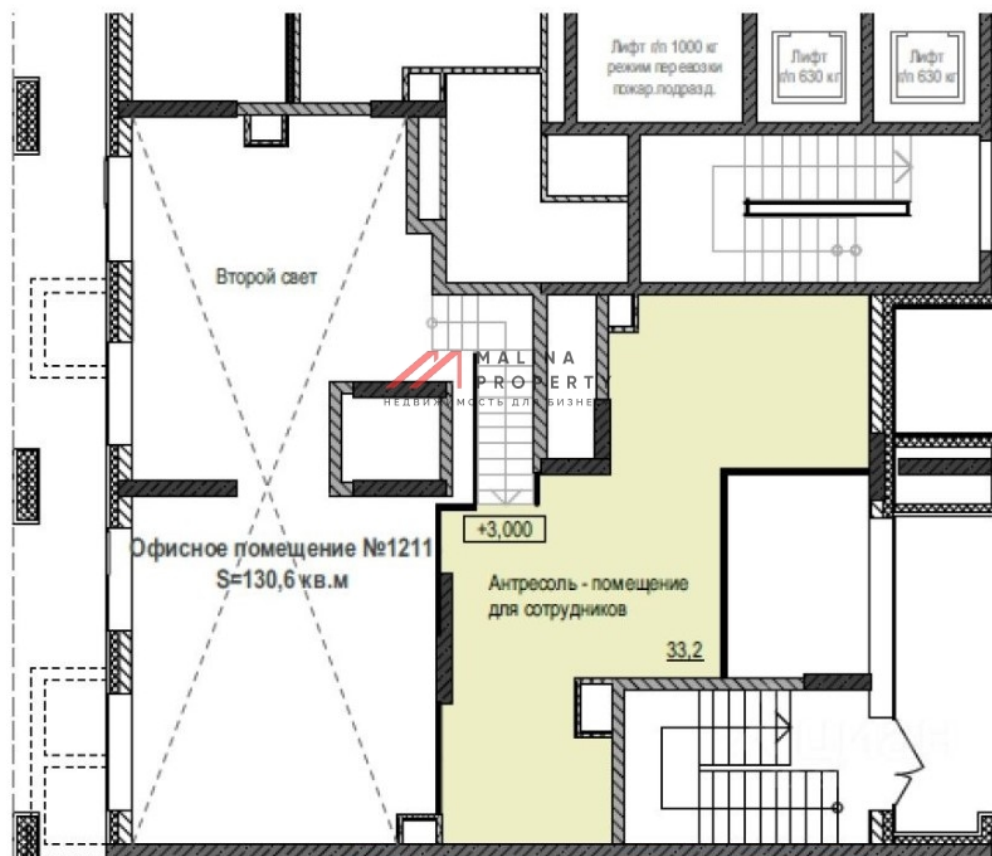 Лифт г/п 1000 кг
режим перевозки
пожар.подразд.
Лифт
г/п 630 кг
Лифт
г/п 630 кг
Второй свет
MALINA
PROPERTY
НЕДВИЖИМОСТЬ ДЛЯ БИЗНЕСА
+3,000
Офисное помещение №1211
S=130,6 кв.м
Антресоль - помещение
для сотрудников
33,2